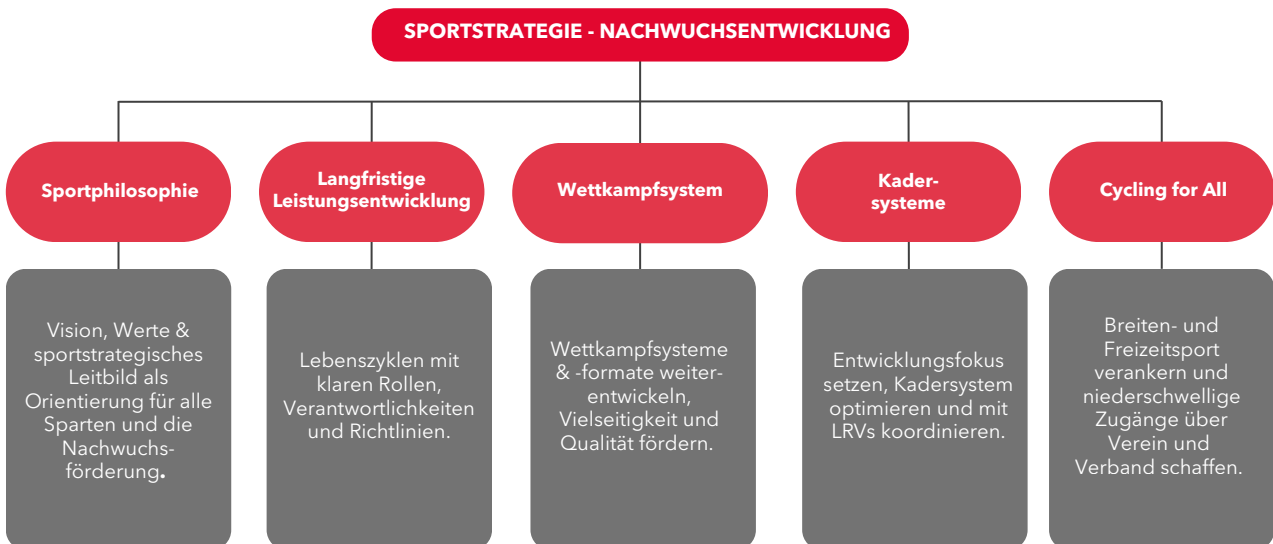 SPORTSTRATEGIE - NACHWUCHSENTWICKLUNG
Sportphilosophie
Langfristige
Leistungsentwicklung
Wettkampfsystem
Kader-
systeme
Cycling for All
Vision, Werte &
sportstrategisches
Leitbild als
Orientierung für alle
Sparten und die
Nachwuchs-
förderung.
Lebenszyklen mit
klaren Rollen,
Verantwortlichkeiten
und Richtlinien.
Wettkampfsysteme
& -formate weiter-
entwickeln,
Vielseitigkeit und
Qualität fördern.
Entwicklungsfokus
setzen, Kadersystem
optimieren und mit
LRVs koordinieren.
Breiten- und
Freizeitsport
verankern und
niederschwellige
Zugänge über
Verein und
Verband schaffen.